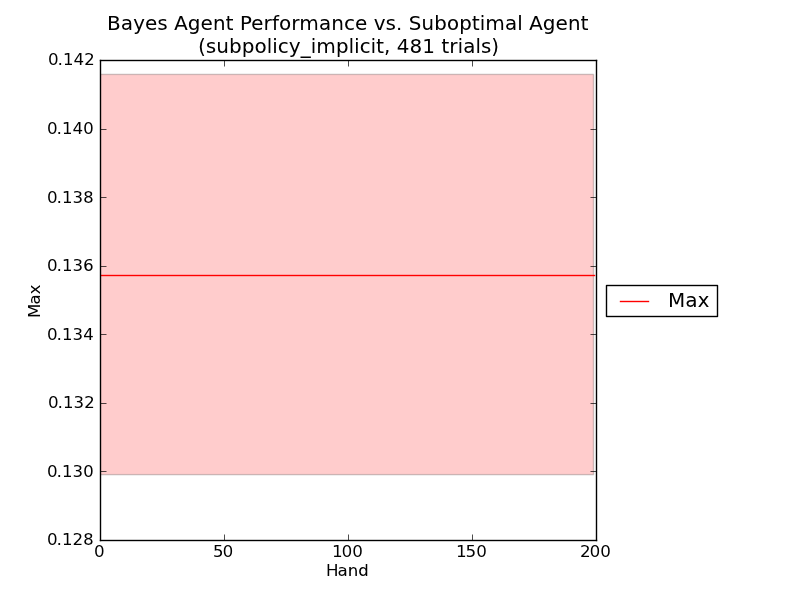 Bayes Agent Performance vs. Suboptimal Agent
(subpolicy_implicit, 481 trials)
0.142
0.140
0.138
0.136
0.134
0.132
0.130
0.128
Max
0
50
100
150
200
Hand
Max